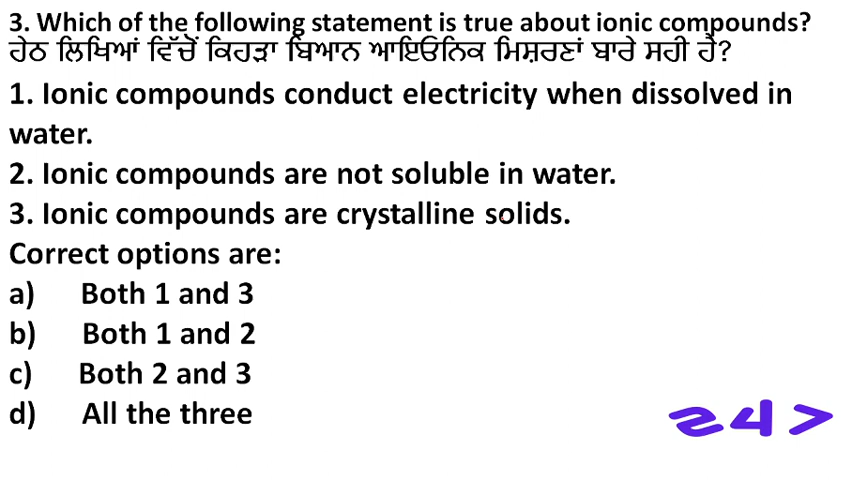 3. Which of the following statement is true about ionic compounds?
ਹੇਠ ਲਿਖਿਆਂ ਵਿੱਚੋਂ ਕਿਹੜਾ ਬਿਆਨ ਆਇਓਨਿਕ ਮਿਸ਼ਰਣਾਂ ਬਾਰੇ ਸਹੀ ਹੈ?
1. Ionic compounds conduct electricity when dissolved in
water.
2. Ionic compounds are not soluble in water.
3. Ionic compounds are crystalline solids.
Correct options are:
a) Both 1 and 3
b) Both 1 and 2
c) Both 2 and 3
d) All the three
247